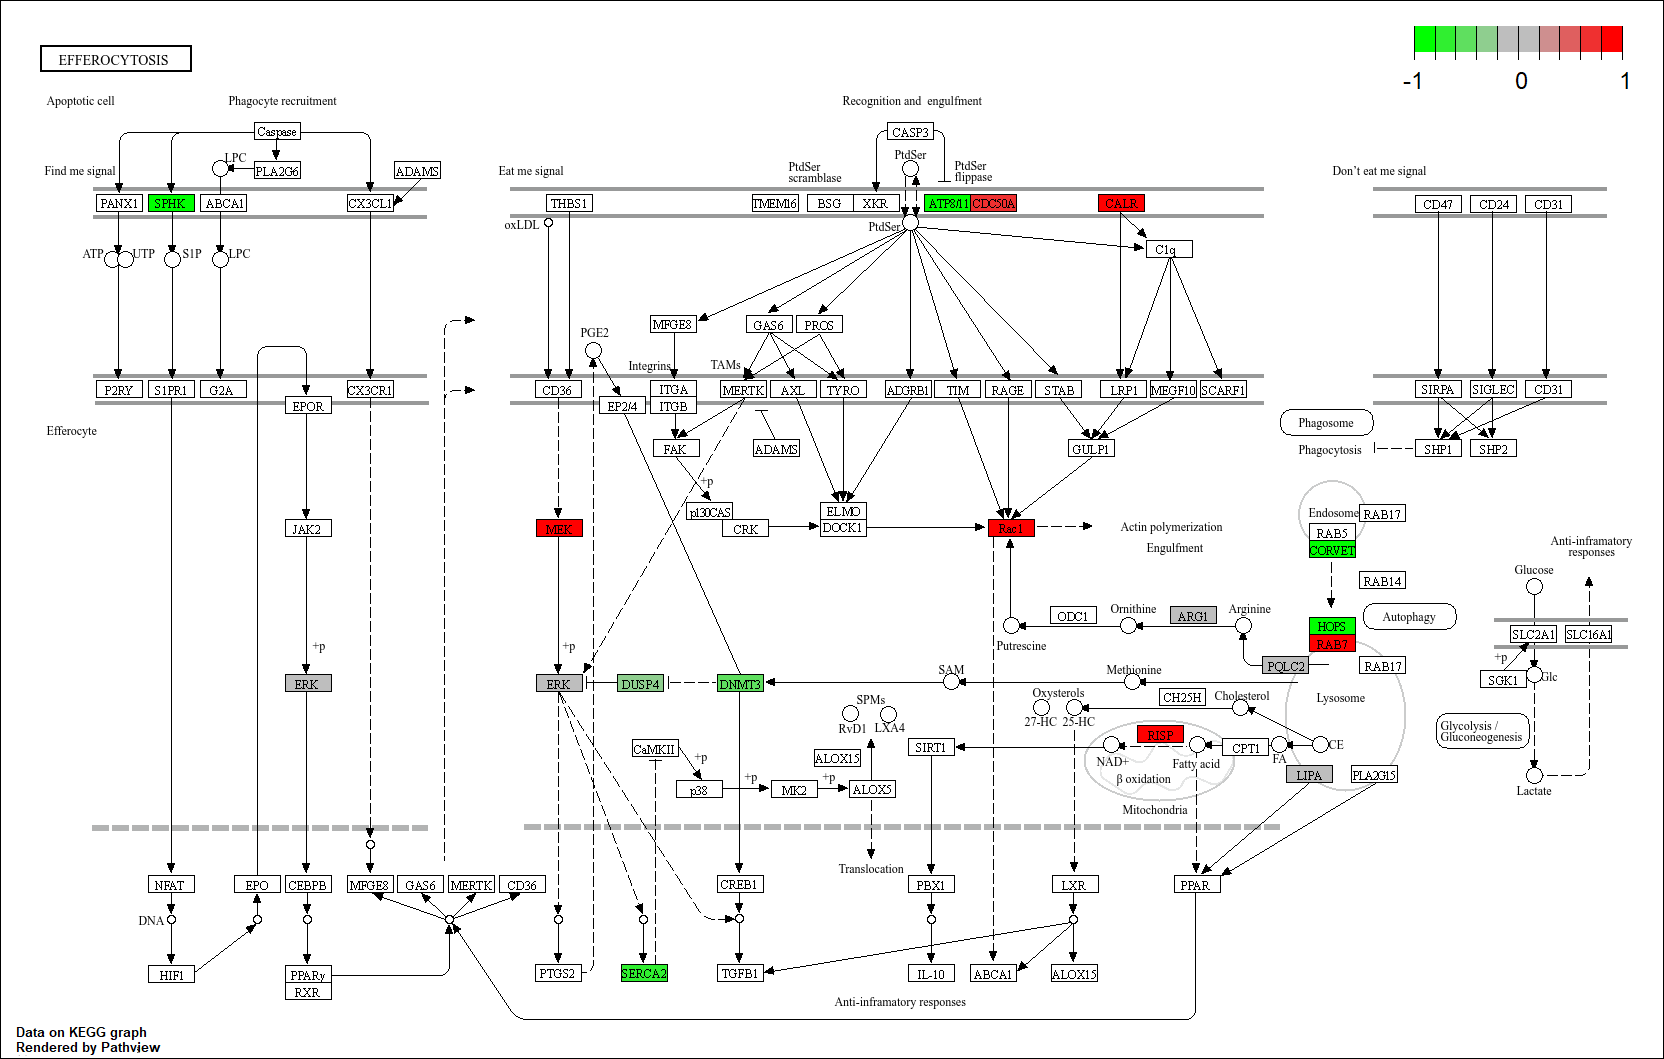 EFFEROCYTOSIS
-1 0 1
Apoptotic cell
Phagocyte recruitment
Recognition and engulfment
Caspase
CASP3
LPC
PLA2G6
ADAMS
Find me signal
Eat me signal
PtdSer
scramblase
PtdSer
PtdSer
flippase
Don't eat me signal
PANX1 SPHK ABCA1 CX3CL1
THBS1 TMEM16 BSG XKR ATP8/11 CDC50A CALR
CD47 CD24 CD31
oxLDL
PtdSer
C1q
ATP UTP S1P LPC
MFGE8 GAS6 PROS
PGE2
Integrins TAMs
P2RY S1PR1 G2A CX3CR1
CD36 ITGA MERTK AXL TYRO ADGRB1 TIM RAGE STAB LRP1 MEGF10 SCARF1
SIRPA SIGLEC CD31
EPOR EP2/4 ITGB
Efferocyte
Phagosome
FAK ADAMS GULP1
Phagocytosis SHP1 SHP2
+p
p130CAS ELMO
Endosome RAB17
JAK2 MEK CRK DOCK1 Rac1
Actin polymerization
RAB5
Engulfment
CORVET
Anti-inframatory
responses
Glucose
RAB14
ODC1 Ornithine ARG1 Arginine
Autophagy
HOPS
SLC2A1 SLC16A1
+p +p
Putrescine
RAB7
+p
PQLC2 RAB17
SAM Methionine
SGK1 Glc
ERK ERK DUSP4 DNMT3
SPMs
Oxysterols CH25H Cholesterol Lysosome
RvD1 LXA4
27-HC 25-HC
Glycolysis /
Gluconeogenesis
RISP
CaMKII SIRT1 CPT1 CE
+p ALOX15
NAD+ Fatty acid FA
+p +p
β oxidation LIPA PLA2G15
p38 MK2 ALOX5
Lactate
Mitochondria
Translocation
NFAT EPO CEBPB MFGE8 GAS6 MERTK CD36 CREB1 PBX1 LXR PPAR
DNA
HIF1 PPARγ PTGS2 SERCA2 TGFB1 IL-10 ABCA1 ALOX15
RXR
Anti-inframatory responses
Data on KEGG graph
Rendered by Pathview